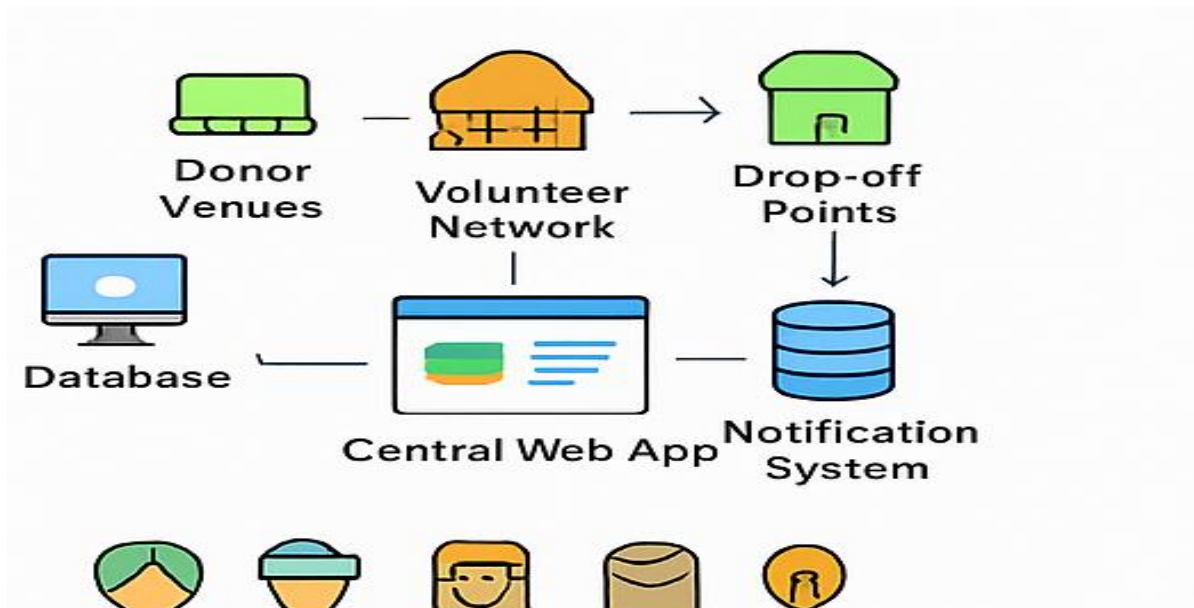 Donor
Venues
Volunteer
Network
Drop-off
Points
Database
Central Web App
Notification
System